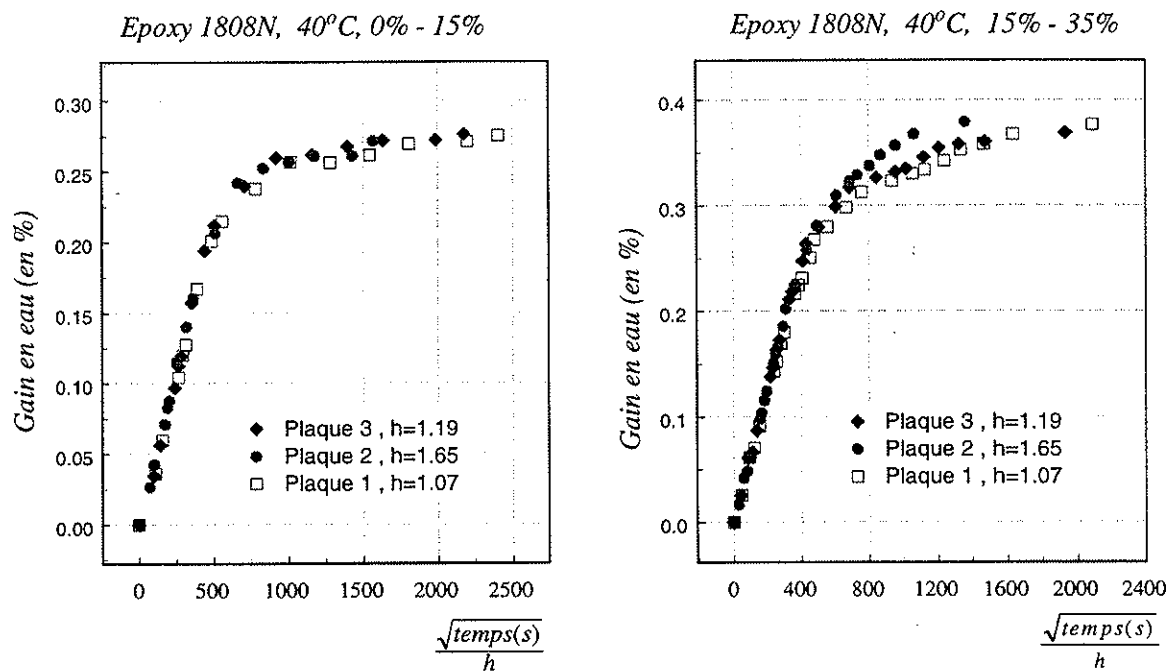 Epoxy 1808N, 40°C, 0% - 15%
Gain en eau (en %)
0.30
0.25
0.20
0.15
0.10
0.05
0.00
◆ Plaque 3 , h=1.19
● Plaque 2 , h=1.65
□ Plaque 1 , h=1.07
0 500 1000 1500 2000 2500
√temps(s)
h
Epoxy 1808N, 40°C, 15% - 35%
Gain en eau (en %)
0.4
0.3
0.2
0.1
0.0
◆ Plaque 3 , h=1.19
● Plaque 2 , h=1.65
□ Plaque 1 , h=1.07
0 400 800 1200 1600 2000 2400
√temps(s)
h